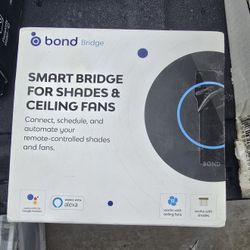 bond Bridge
SMART BRIDGE
FOR SHADES &
CEILING FANS
Connect, schedule, and
automate your
remote-controlled shades
and fans.
BOND
works with
alexa
works with
ceiling fans
works with
shades